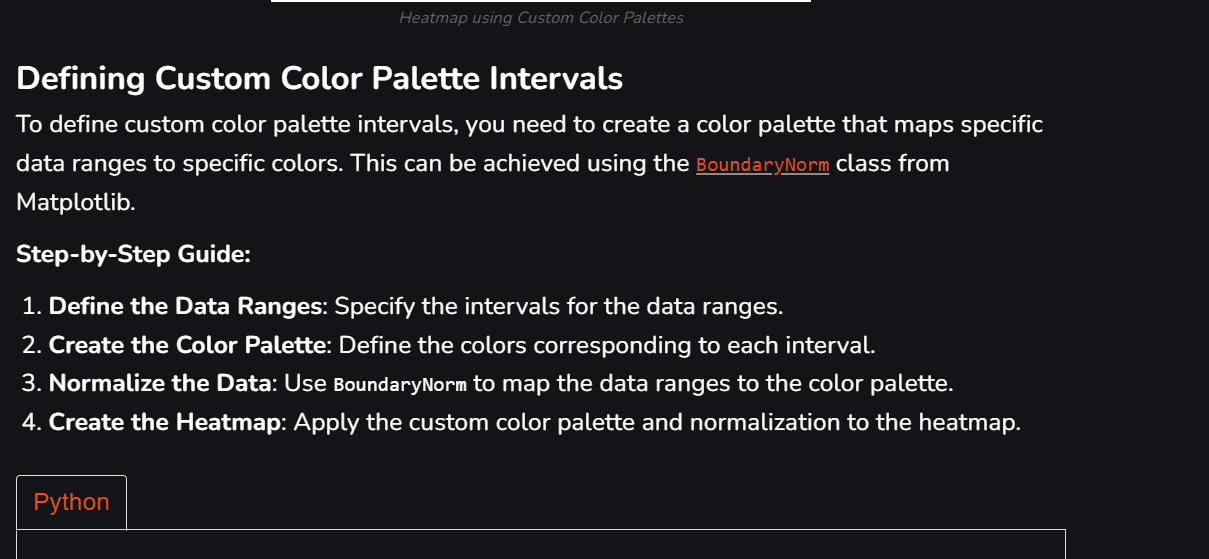 Heatmap using Custom Color Palettes
Defining Custom Color Palette Intervals
To define custom color palette intervals, you need to create a color palette that maps specific
data ranges to specific colors. This can be achieved using the BoundaryNorm class from
Matplotlib.
Step-by-Step Guide:
1. Define the Data Ranges: Specify the intervals for the data ranges.
2. Create the Color Palette: Define the colors corresponding to each interval.
3. Normalize the Data: Use BoundaryNorm to map the data ranges to the color palette.
4. Create the Heatmap: Apply the custom color palette and normalization to the heatmap.
Python